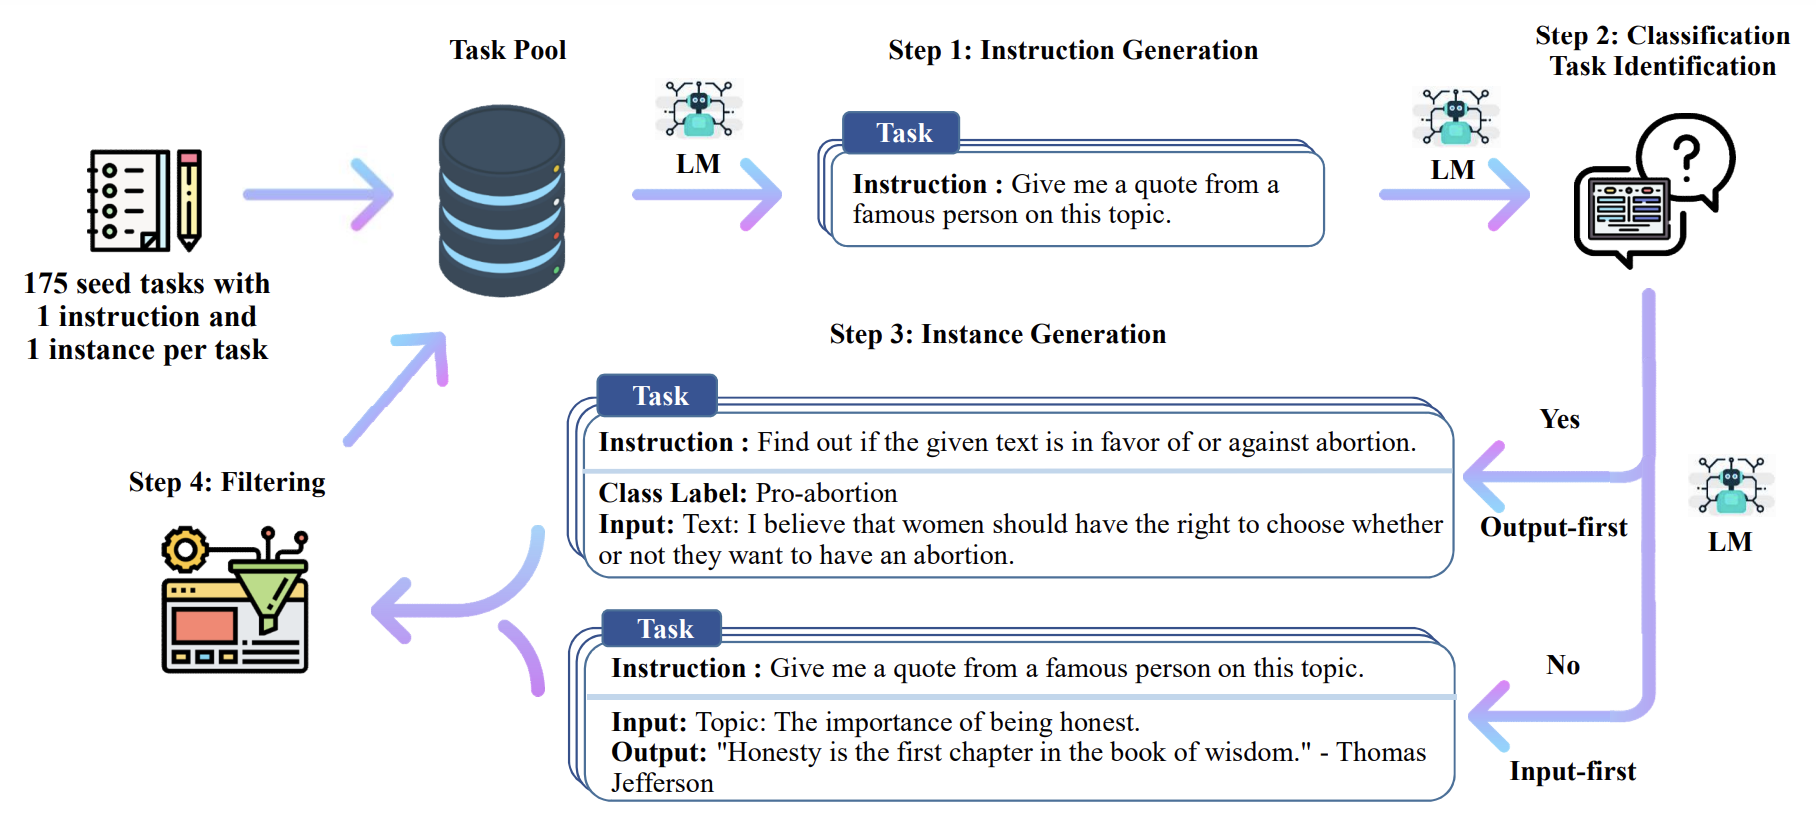 Task Pool
Step 1: Instruction Generation
Step 2: Classification
Task Identification
LM
Task
Instruction : Give me a quote from a
famous person on this topic.
LM
175 seed tasks with
1 instruction and
1 instance per task
Step 3: Instance Generation
Task
Instruction : Find out if the given text is in favor of or against abortion.
Class Label: Pro-abortion
Input: Text: I believe that women should have the right to choose whether
or not they want to have an abortion.
Yes
Output-first
LM
Step 4: Filtering
Task
Instruction : Give me a quote from a famous person on this topic.
Input: Topic: The importance of being honest.
Output: "Honesty is the first chapter in the book of wisdom." - Thomas
Jefferson
No
Input-first